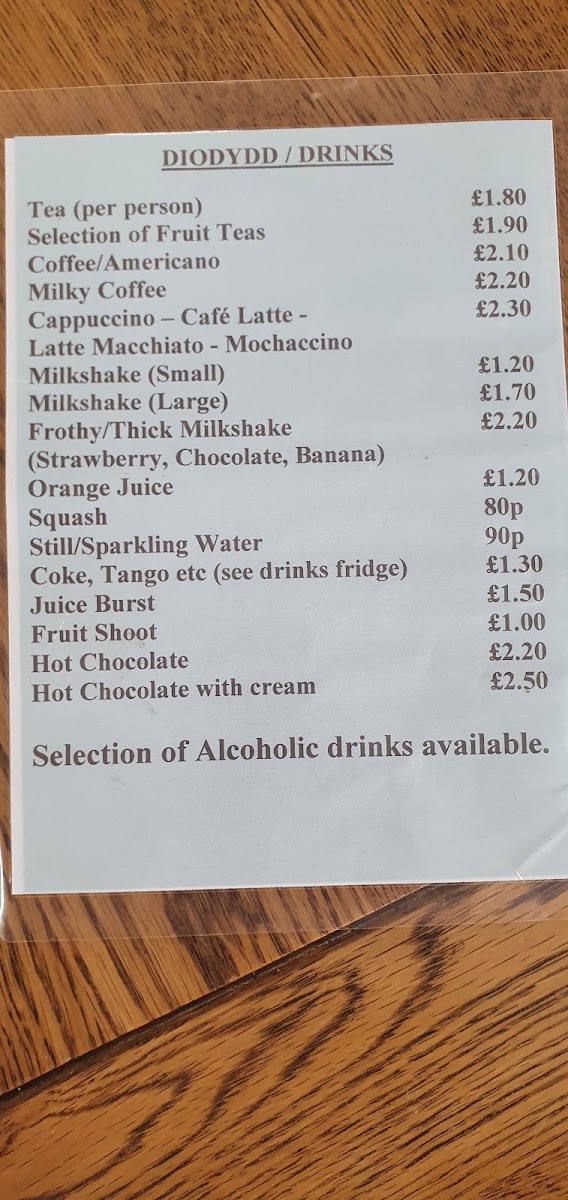 DIODYDD / DRINKS
Tea (per person) £1.80
Selection of Fruit Teas £1.90
Coffee/Americano £2.10
Milky Coffee £2.20
Cappuccino – Café Latte - £2.30
Latte Macchiato - Mochaccino
Milkshake (Small) £1.20
Milkshake (Large) £1.70
Frothy/Thick Milkshake £2.20
(Strawberry, Chocolate, Banana)
Orange Juice £1.20
Squash 80p
Still/Sparkling Water 90p
Coke, Tango etc (see drinks fridge) £1.30
Juice Burst £1.50
Fruit Shoot £1.00
Hot Chocolate £2.20
Hot Chocolate with cream £2.50
Selection of Alcoholic drinks available.